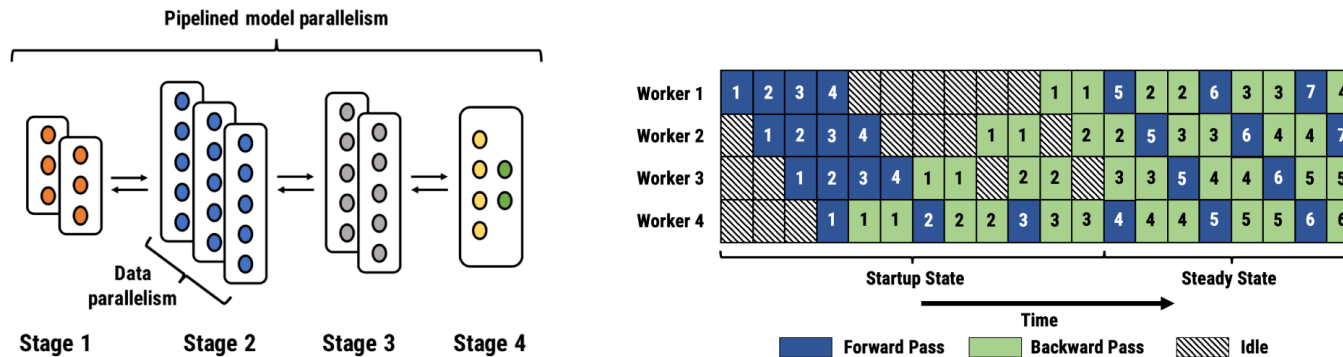 Pipelined model parallelism
Data
parallelism
Stage 1 Stage 2 Stage 3 Stage 4
Worker 1 1 2 3 4 1 1 5 2 2 6 3 3 7 4
Worker 2 1 2 3 4 1 1 2 2 5 3 3 6 4 4 7
Worker 3 1 2 3 4 1 1 2 2 3 3 5 4 4 6 5 5
Worker 4 1 1 1 2 2 2 3 3 3 4 4 4 5 5 5 6 6
Startup State Steady State
Time
Forward Pass Backward Pass Idle